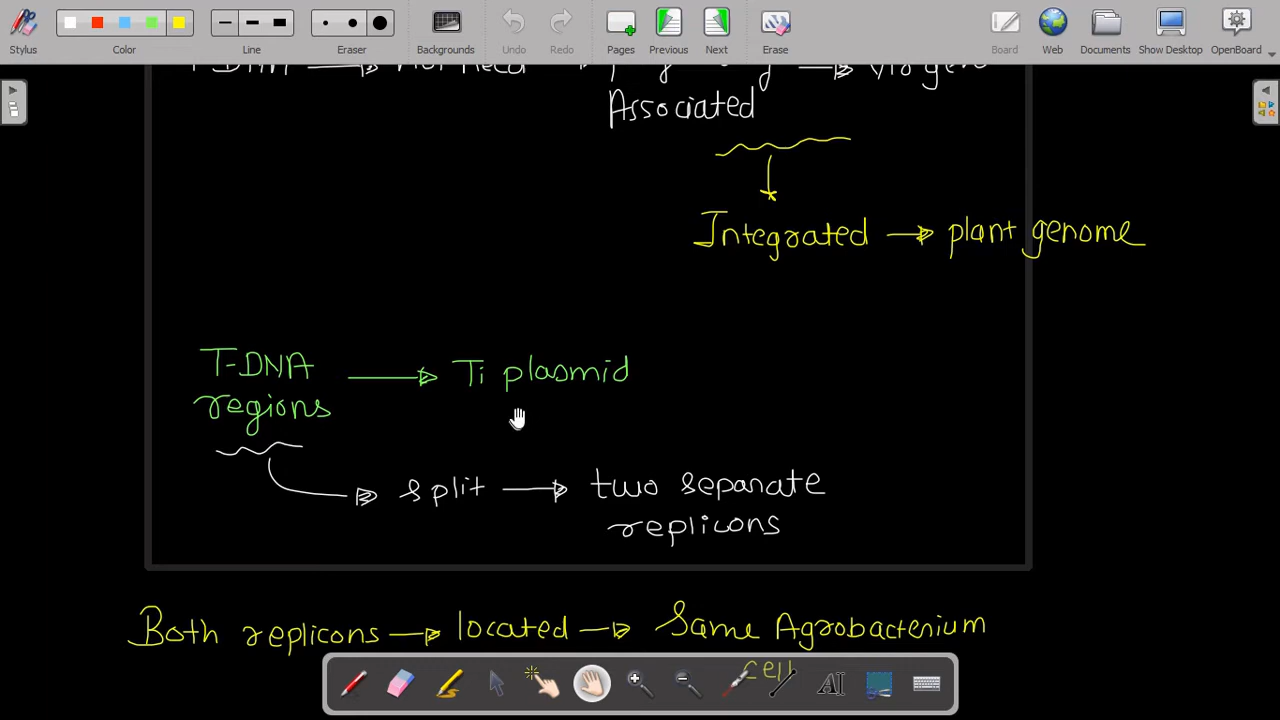 Stylus Color Line Eraser Backgrounds Undo Redo Pages Previous Next Erase Board Web Documents Show Desktop OpenBoard
Associated
Integrated plant genome
T-DNA Ti plasmid
regions
split two separate
replicons
Both replicons located Same Agrobacterium
cell